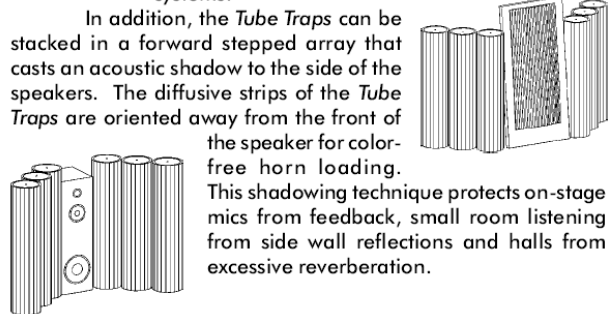 In addition, the Tube Traps can be
stacked in a forward stepped array that
casts an acoustic shadow to the side of the
speakers. The diffusive strips of the Tube
Traps are oriented away from the front of
the speaker for color-
free horn loading.
This shadowing technique protects on-stage
mics from feedback, small room listening
from side wall reflections and halls from
excessive reverberation.